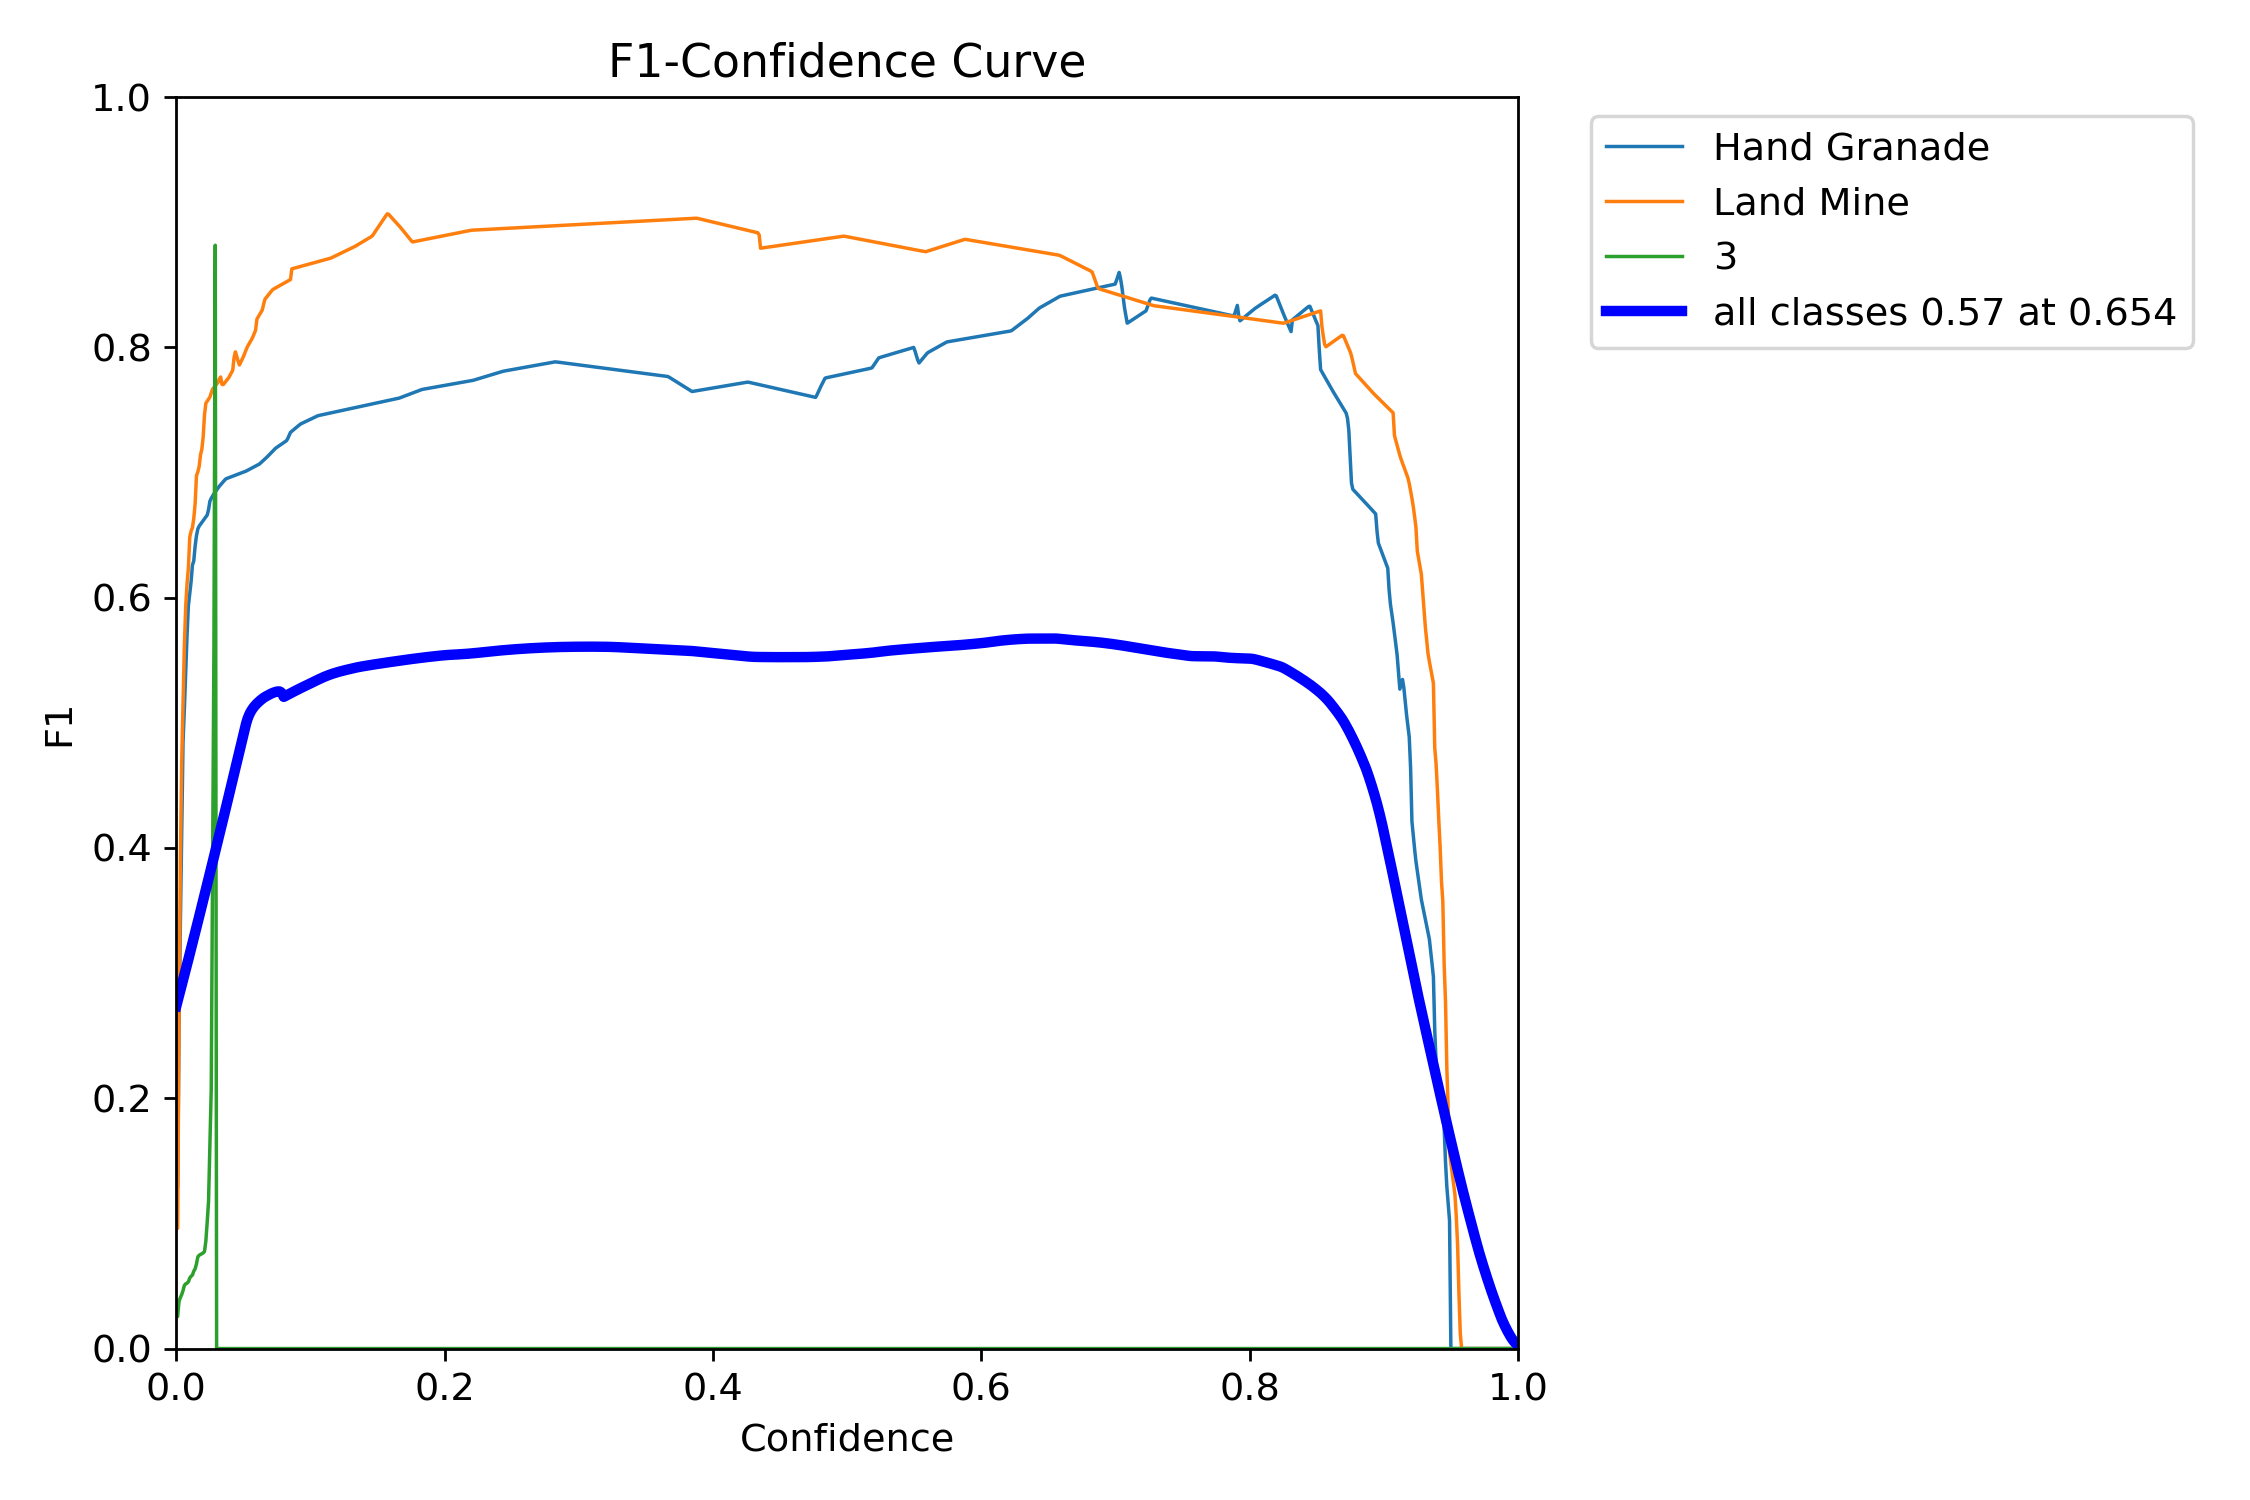 F1-Confidence Curve
1.0
0.8
0.6
0.4
0.2
0.0
F1
0.0 0.2 0.4 0.6 0.8 1.0
Confidence
Hand Granade
Land Mine
3
all classes 0.57 at 0.654